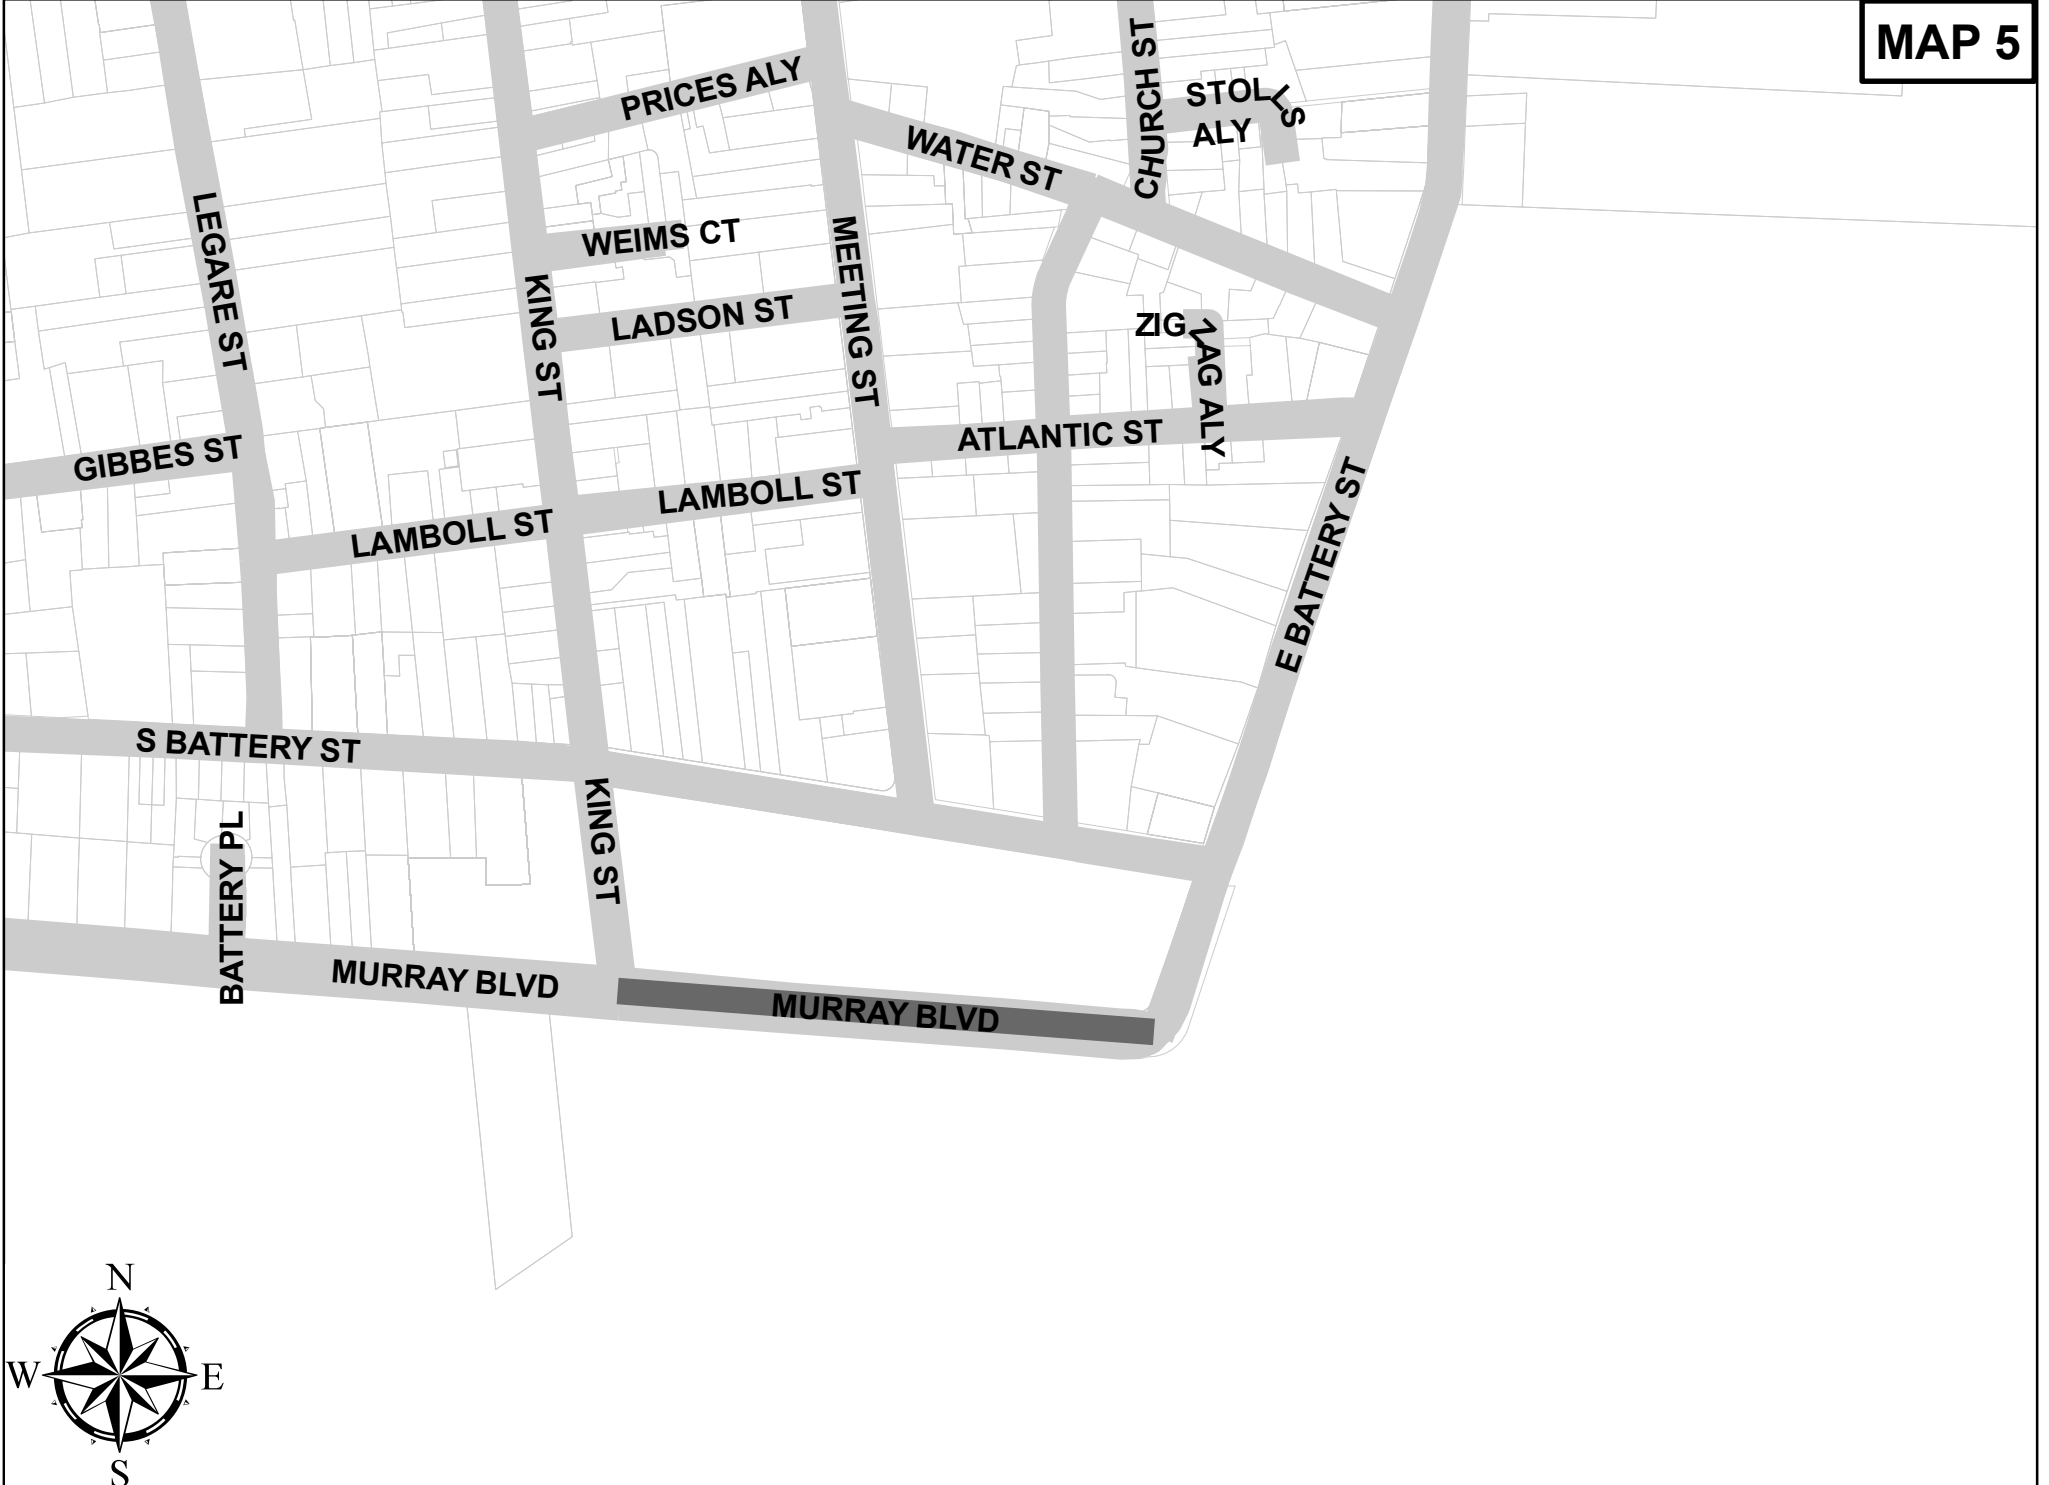 MAP 5
CHURCH ST
PRICES ALY
STOLLS
ALY
WATER ST
LEGARE ST
WEIMS CT
MEETING ST
KING ST
LADSON ST
ZIG ZAG ALY
ATLANTIC ST
GIBBES ST
LAMBOLL ST
LAMBOLL ST
E BATTERY ST
S BATTERY ST
KING ST
BATTERY PL
MURRAY BLVD
MURRAY BLVD
N
W E
S